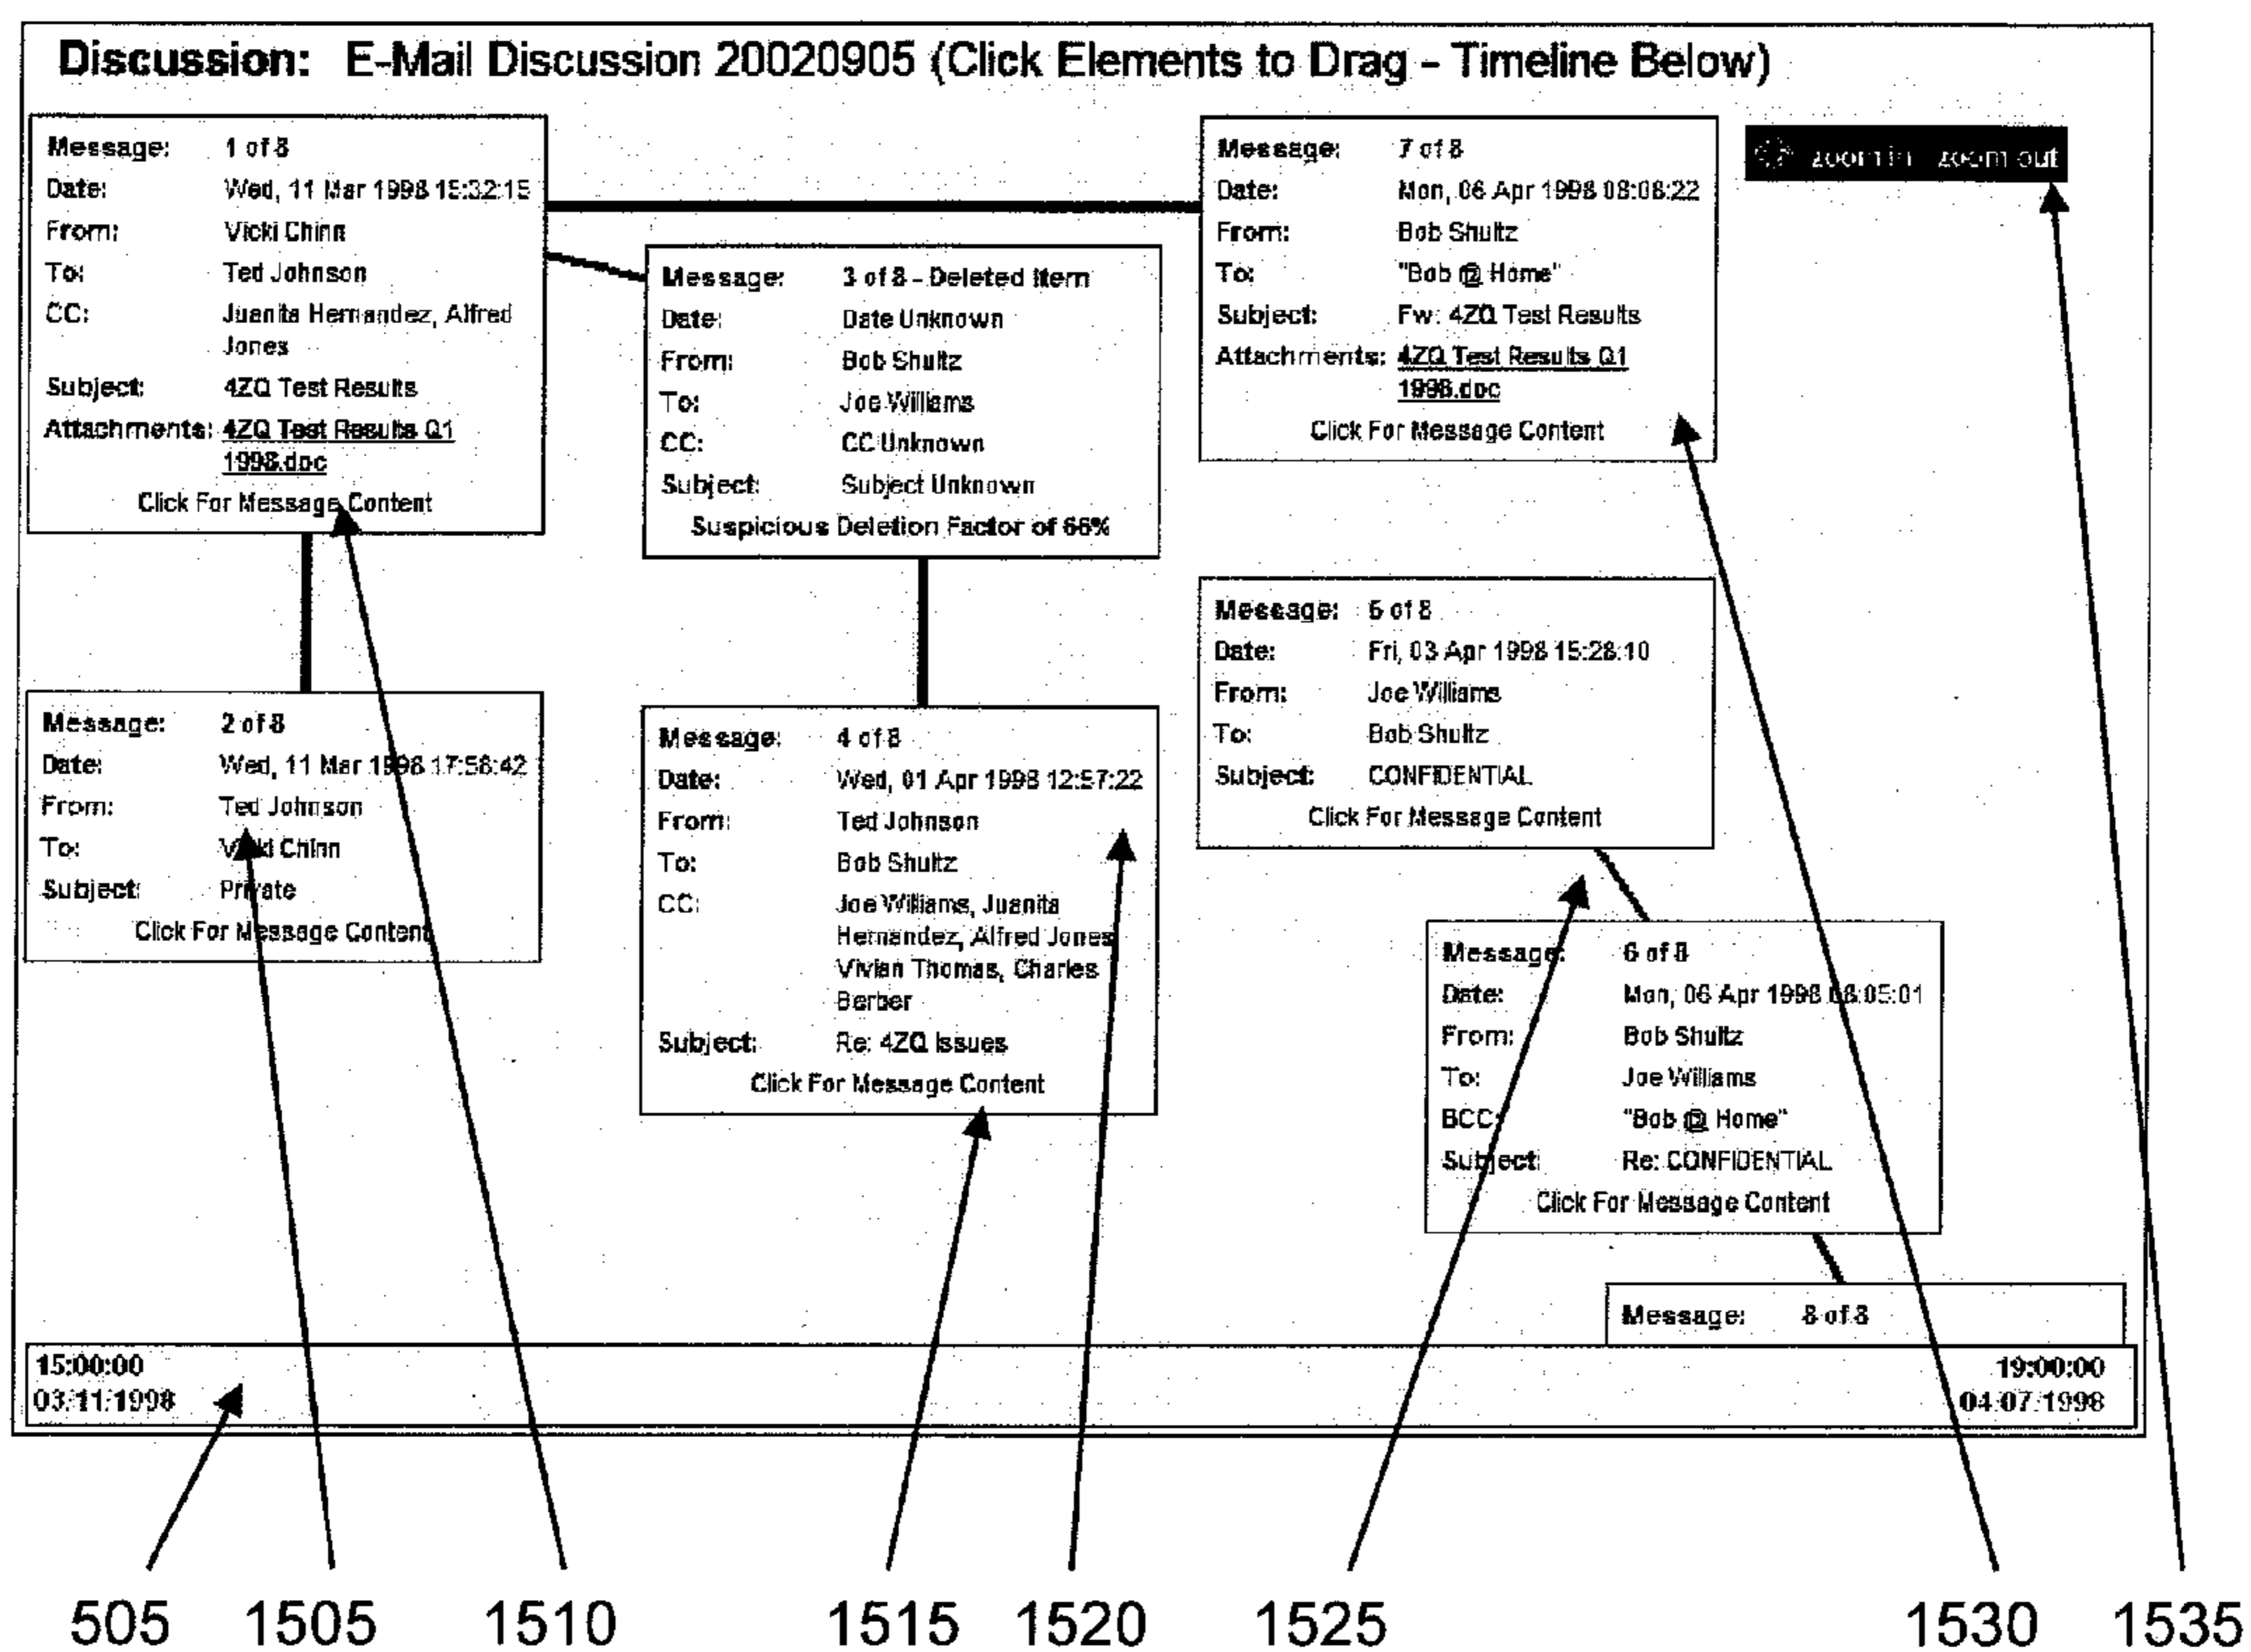 Discussion: E-Mail Discussion 20020905 (Click Elements to Drag - Timeline Below)
Message: 1 of 8
Date: Wed, 11 Mar 1998 15:32:15
From: Vicki Chinn
To: Ted Johnson
CC: Juanita Hernandez, Alfred
Jones
Subject: 4ZQ Test Results
Attachments: 4ZQ Test Results Q1
1998.doc
Click For Message Content
Message: 2 of 8
Date: Wed, 11 Mar 1998 17:58:42
From: Ted Johnson
To: Vicki Chinn
Subject: Private
Click For Message Content
Message: 3 of 8 - Deleted Item
Date: Date Unknown
From: Bob Shultz
To: Joe Williams
CC: CC Unknown
Subject: Subject Unknown
Suspicious Deletion Factor of 66%
Message: 4 of 8
Date: Wed, 01 Apr 1998 12:57:22
From: Ted Johnson
To: Bob Shultz
CC: Joe Williams, Juanita
Hernandez, Alfred Jones
Vivian Thomas, Charles
Berber
Subject: Re: 4ZQ Issues
Click For Message Content
Message: 7 of 8
Date: Mon, 06 Apr 1998 08:08:22
From: Bob Shultz
To: "Bob @ Home"
Subject: Fw: 4ZQ Test Results
Attachments: 4ZQ Test Results Q1
1998.doc
Click For Message Content
zoom in zoom out
Message: 5 of 8
Date: Fri, 03 Apr 1998 15:28:10
From: Joe Williams
To: Bob Shultz
Subject: CONFIDENTIAL
Click For Message Content
Message: 6 of 8
Date: Mon, 06 Apr 1998 08:05:01
From: Bob Shultz
To: Joe Williams
BCC: "Bob @ Home"
Subject: Re: CONFIDENTIAL
Click For Message Content
Message: 8 of 8
15:00:00 19:00:00
03/11/1998 04/07/1998
505 1505 1510 1515 1520 1525 1530 1535